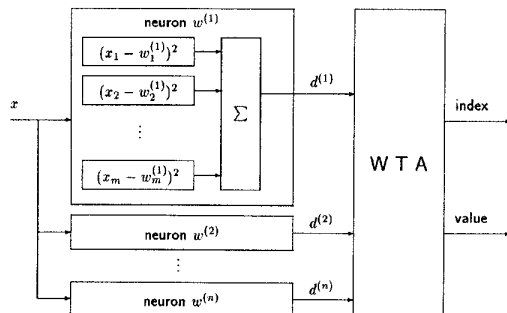 neuron w^(1)
(x_1 − w_1^(1))^2
(x_2 − w_2^(1))^2
⋮
(x_m − w_m^(1))^2
Σ
x
d^(1)
W T A
index
value
neuron w^(2)
d^(2)
⋮
neuron w^(n)
d^(n)